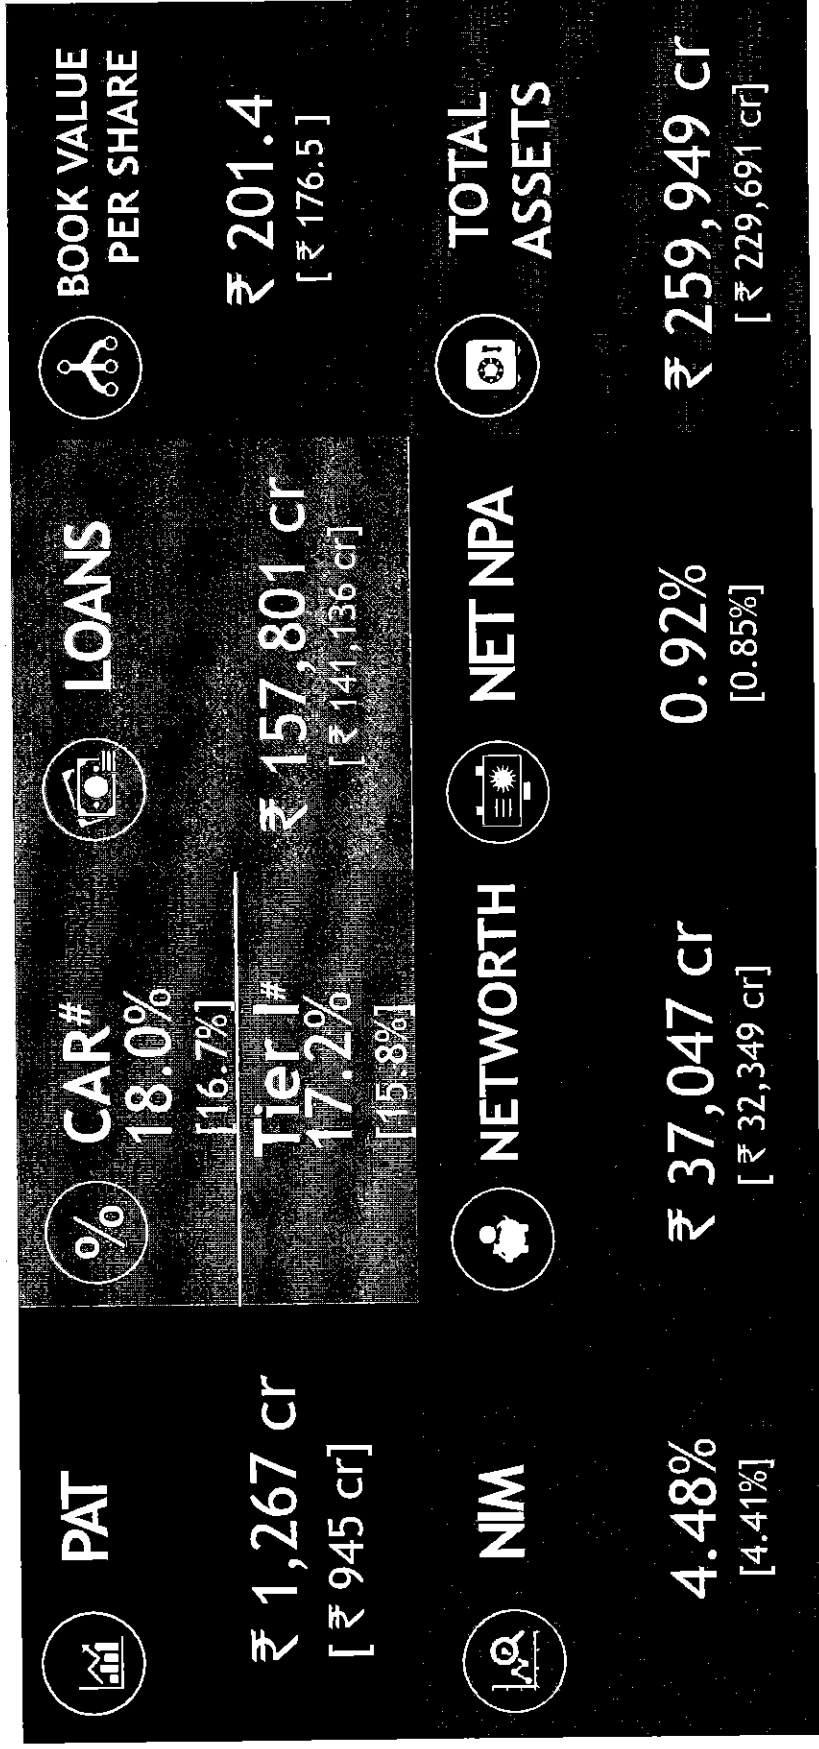 PAT
₹ 1,267 cr
[ ₹ 945 cr]
CAR#
18.0%
[16.7%]
Tier I#
17.2%
[15.8%]
LOANS
₹ 157,801 cr
[ ₹ 141,136 cr]
BOOK VALUE
PER SHARE
₹ 201.4
[ ₹ 176.5 ]
NIM
4.48%
[4.41%]
NETWORTH
₹ 37,047 cr
[ ₹ 32,349 cr]
NET NPA
0.92%
[0.85%]
TOTAL
ASSETS
₹ 259,949 cr
[ ₹ 229,691 cr]